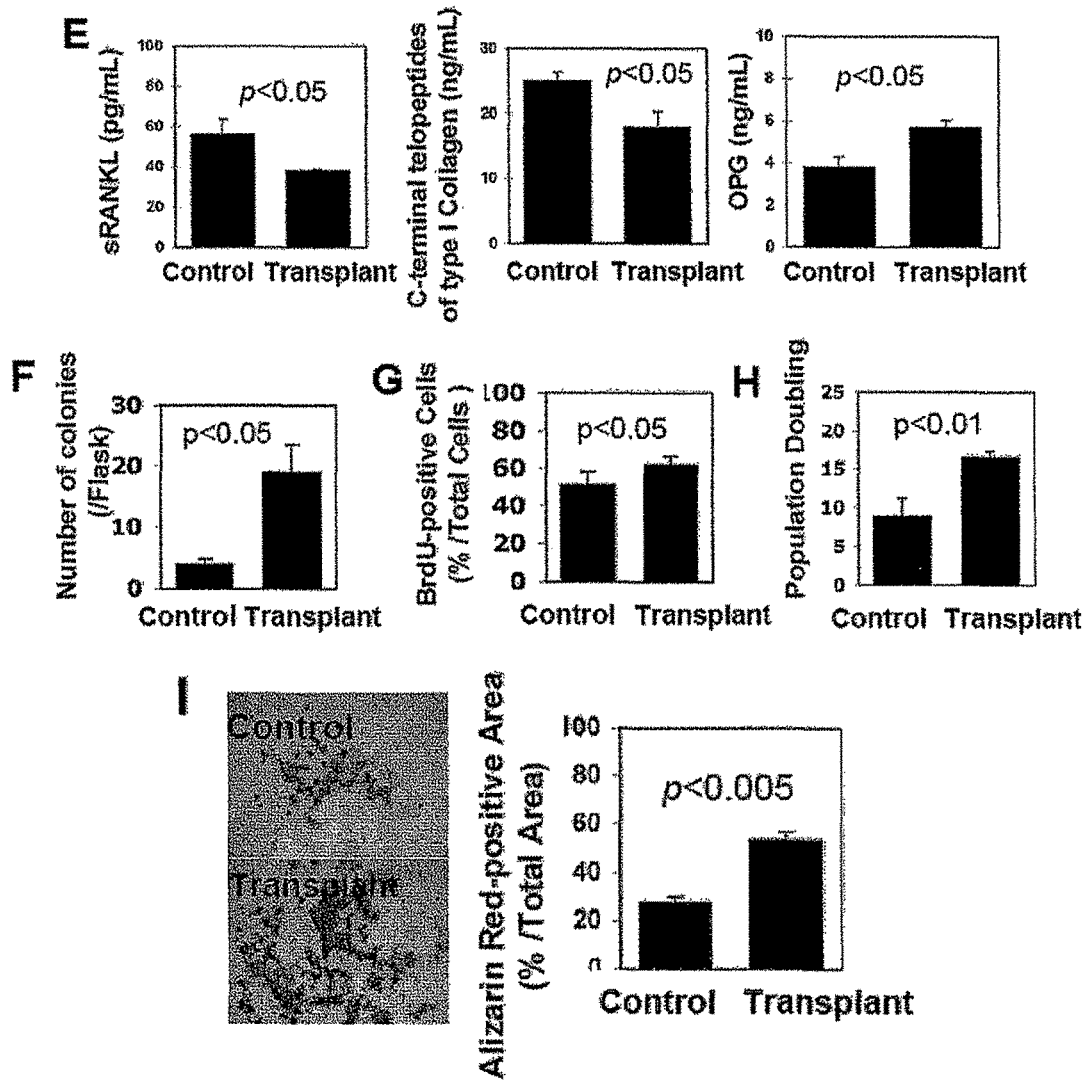 E
sRANKL (pg/mL)
100
80
60
40
20
0
p<0.05
Control Transplant
C-terminal telopeptides
of type I Collagen (ng/mL)
30
20
10
0
p<0.05
Control Transplant
OPG (ng/mL)
10
8
6
4
2
0
p<0.05
Control Transplant
F
Number of colonies
(/Flask)
30
20
10
0
p<0.05
Control Transplant
G
BrdU-positive Cells
(% /Total Cells )
100
80
60
40
20
0
p<0.05
Control Transplant
H
Population Doubling
25
20
15
10
5
0
p<0.01
Control Transplant
I
Control
Transplant
Alizarin Red-positive Area
(% /Total Area)
100
80
60
40
20
0
p<0.005
Control Transplant